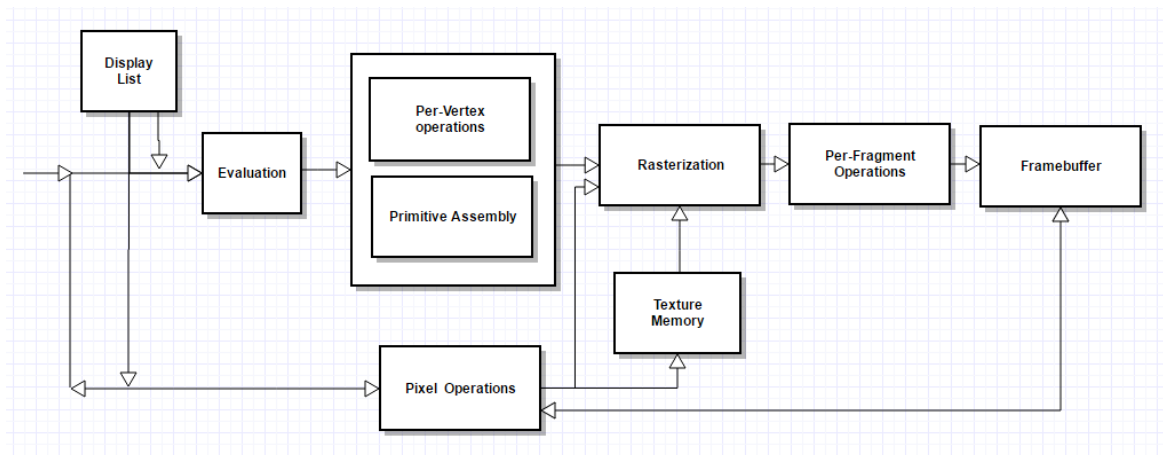 Display
List
Per-Vertex
operations
Evaluation
Primitive Assembly
Rasterization
Per-Fragment
Operations
Framebuffer
Texture
Memory
Pixel Operations